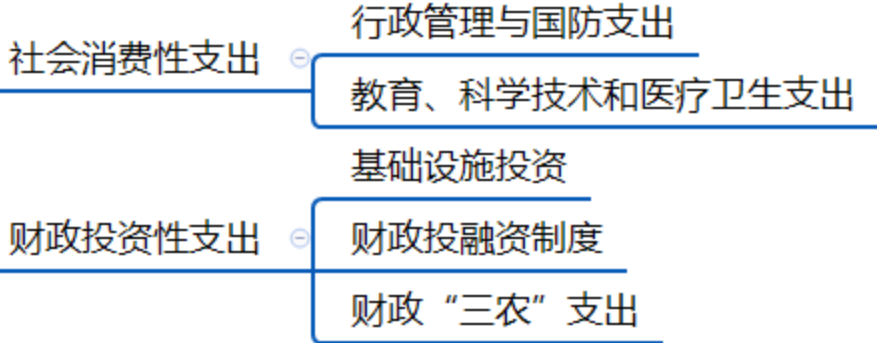 社会消费性支出
行政管理与国防支出
教育、科学技术和医疗卫生支出
财政投资性支出
基础设施投资
财政投融资制度
财政“三农”支出